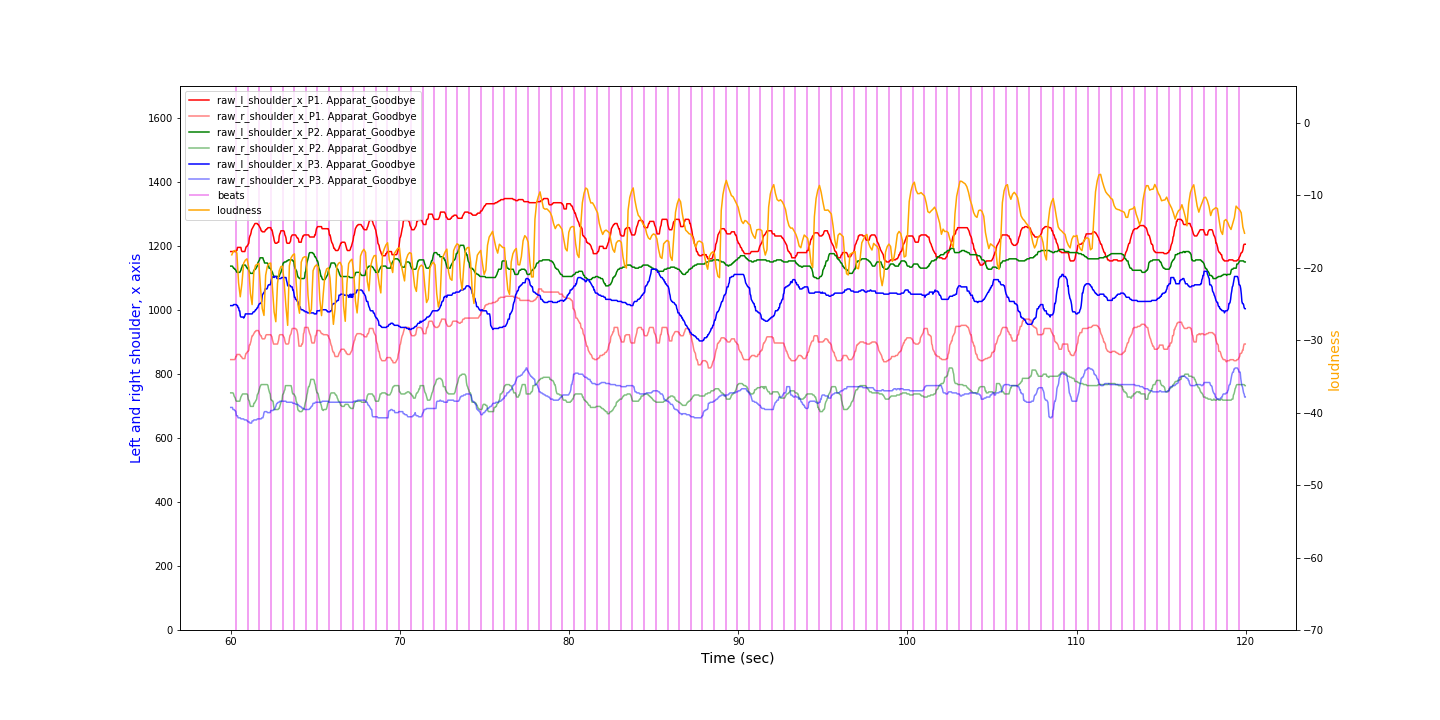 raw_l_shoulder_x_P1. Apparat_Goodbye
raw_r_shoulder_x_P1. Apparat_Goodbye
raw_l_shoulder_x_P2. Apparat_Goodbye
raw_r_shoulder_x_P2. Apparat_Goodbye
raw_l_shoulder_x_P3. Apparat_Goodbye
raw_r_shoulder_x_P3. Apparat_Goodbye
beats
loudness
Left and right shoulder, x axis
1600
1400
1200
1000
800
600
400
200
0
0
−10
−20
−30
−40
−50
−60
−70
loudness
60
70
80
90
100
110
120
Time (sec)